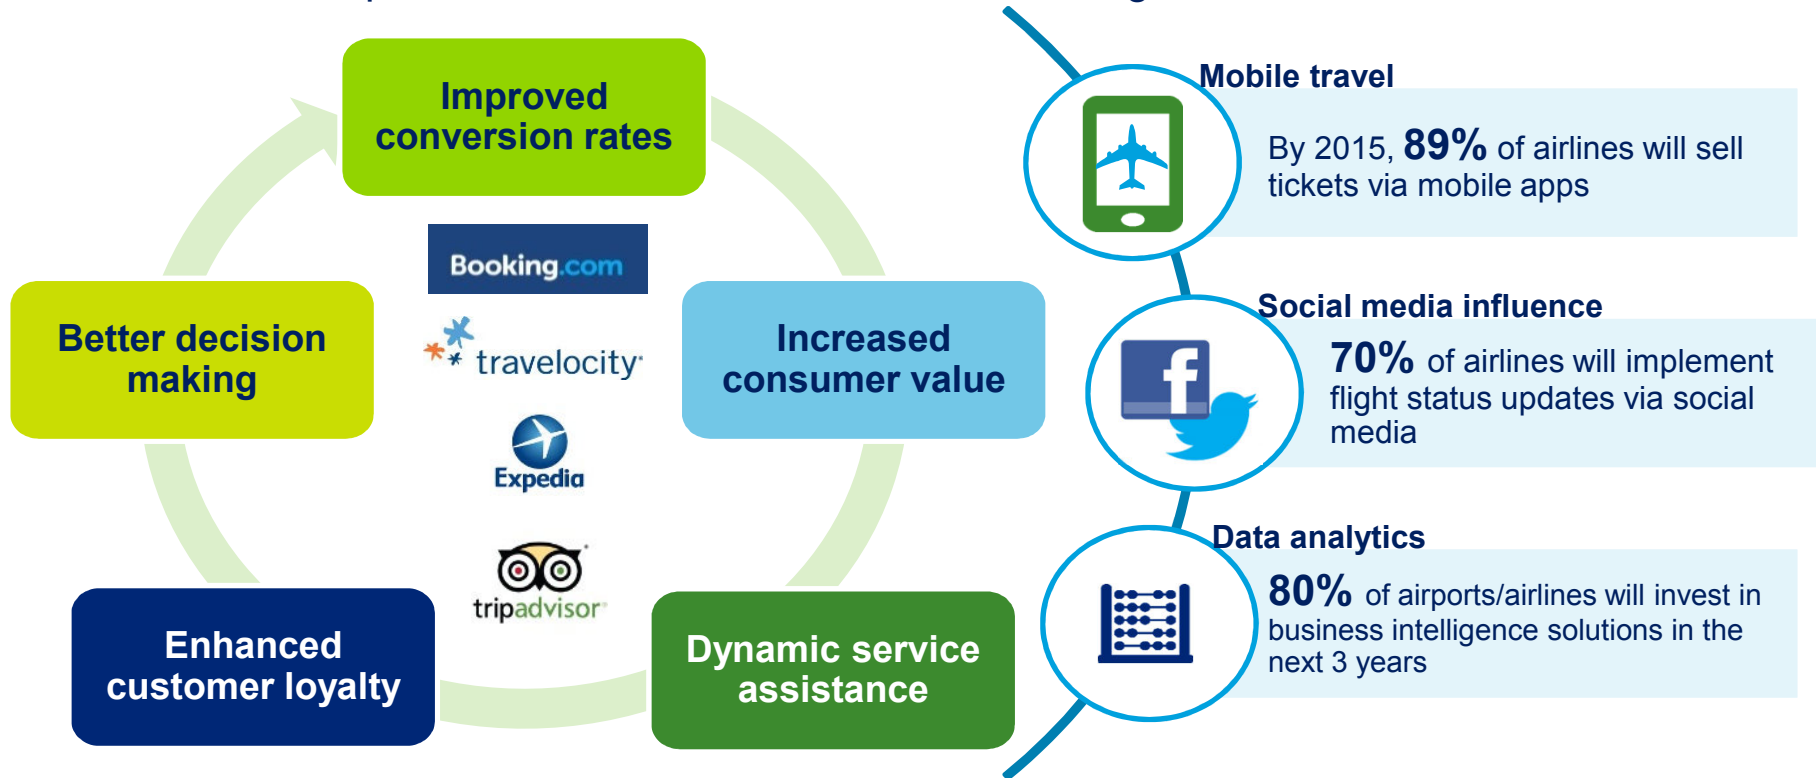 Improved
conversion rates
Booking.com
travelocity
Expedia
tripadvisor
Better decision
making
Increased
consumer value
Enhanced
customer loyalty
Dynamic service
assistance
Mobile travel
By 2015, 89% of airlines will sell
tickets via mobile apps
Social media influence
f
70% of airlines will implement
flight status updates via social
media
Data analytics
80% of airports/airlines will invest in
business intelligence solutions in the
next 3 years